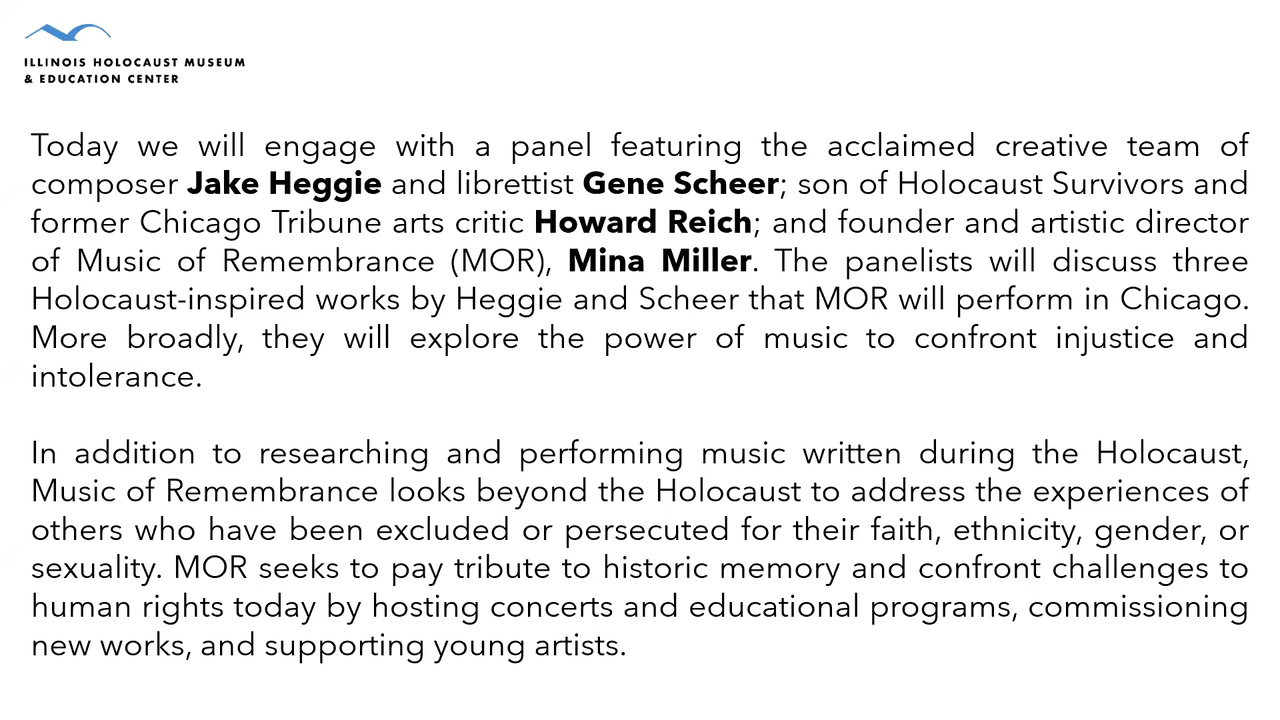 ILLINOIS HOLOCAUST MUSEUM
& EDUCATION CENTER
Today we will engage with a panel featuring the acclaimed creative team of
composer Jake Heggie and librettist Gene Scheer; son of Holocaust Survivors and
former Chicago Tribune arts critic Howard Reich; and founder and artistic director
of Music of Remembrance (MOR), Mina Miller. The panelists will discuss three
Holocaust-inspired works by Heggie and Scheer that MOR will perform in Chicago.
More broadly, they will explore the power of music to confront injustice and
intolerance.
In addition to researching and performing music written during the Holocaust,
Music of Remembrance looks beyond the Holocaust to address the experiences of
others who have been excluded or persecuted for their faith, ethnicity, gender, or
sexuality. MOR seeks to pay tribute to historic memory and confront challenges to
human rights today by hosting concerts and educational programs, commissioning
new works, and supporting young artists.